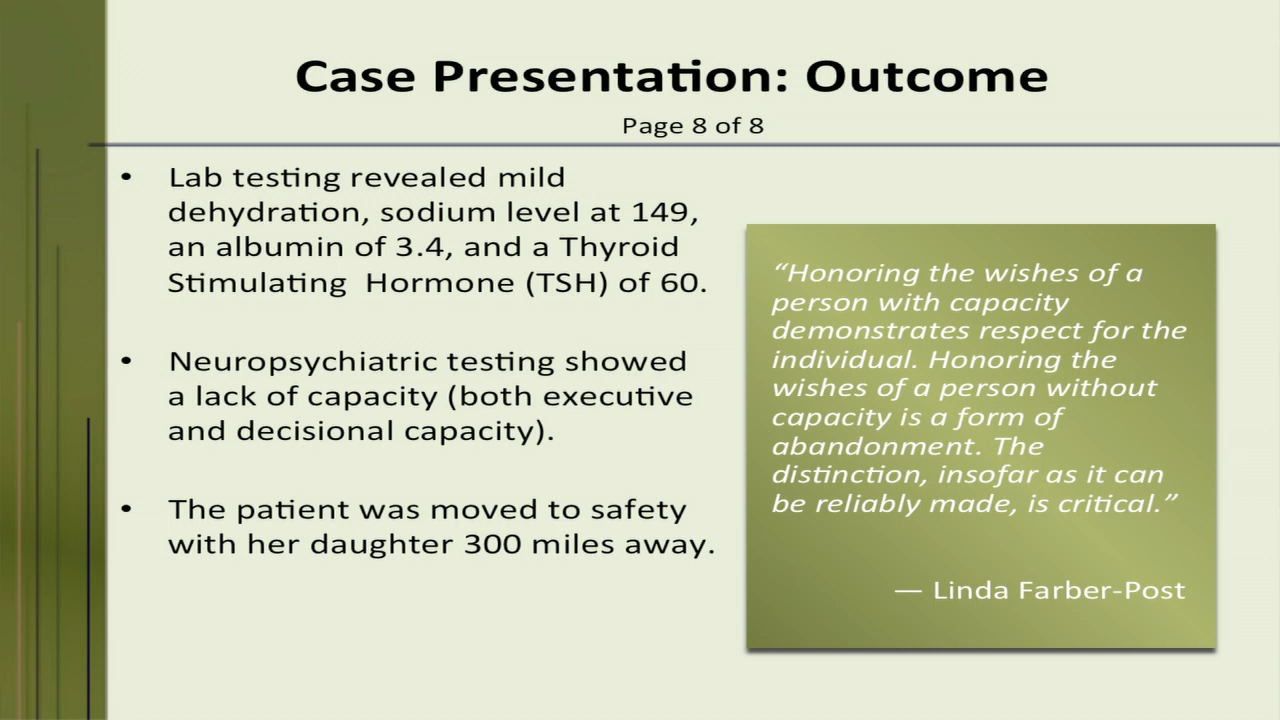 Case Presentation: Outcome
Page 8 of 8
• Lab testing revealed mild
dehydration, sodium level at 149,
an albumin of 3.4, and a Thyroid
Stimulating Hormone (TSH) of 60.
• Neuropsychiatric testing showed
a lack of capacity (both executive
and decisional capacity).
• The patient was moved to safety
with her daughter 300 miles away.
“Honoring the wishes of a
person with capacity
demonstrates respect for the
individual. Honoring the
wishes of a person without
capacity is a form of
abandonment. The
distinction, insofar as it can
be reliably made, is critical.”
— Linda Farber-Post